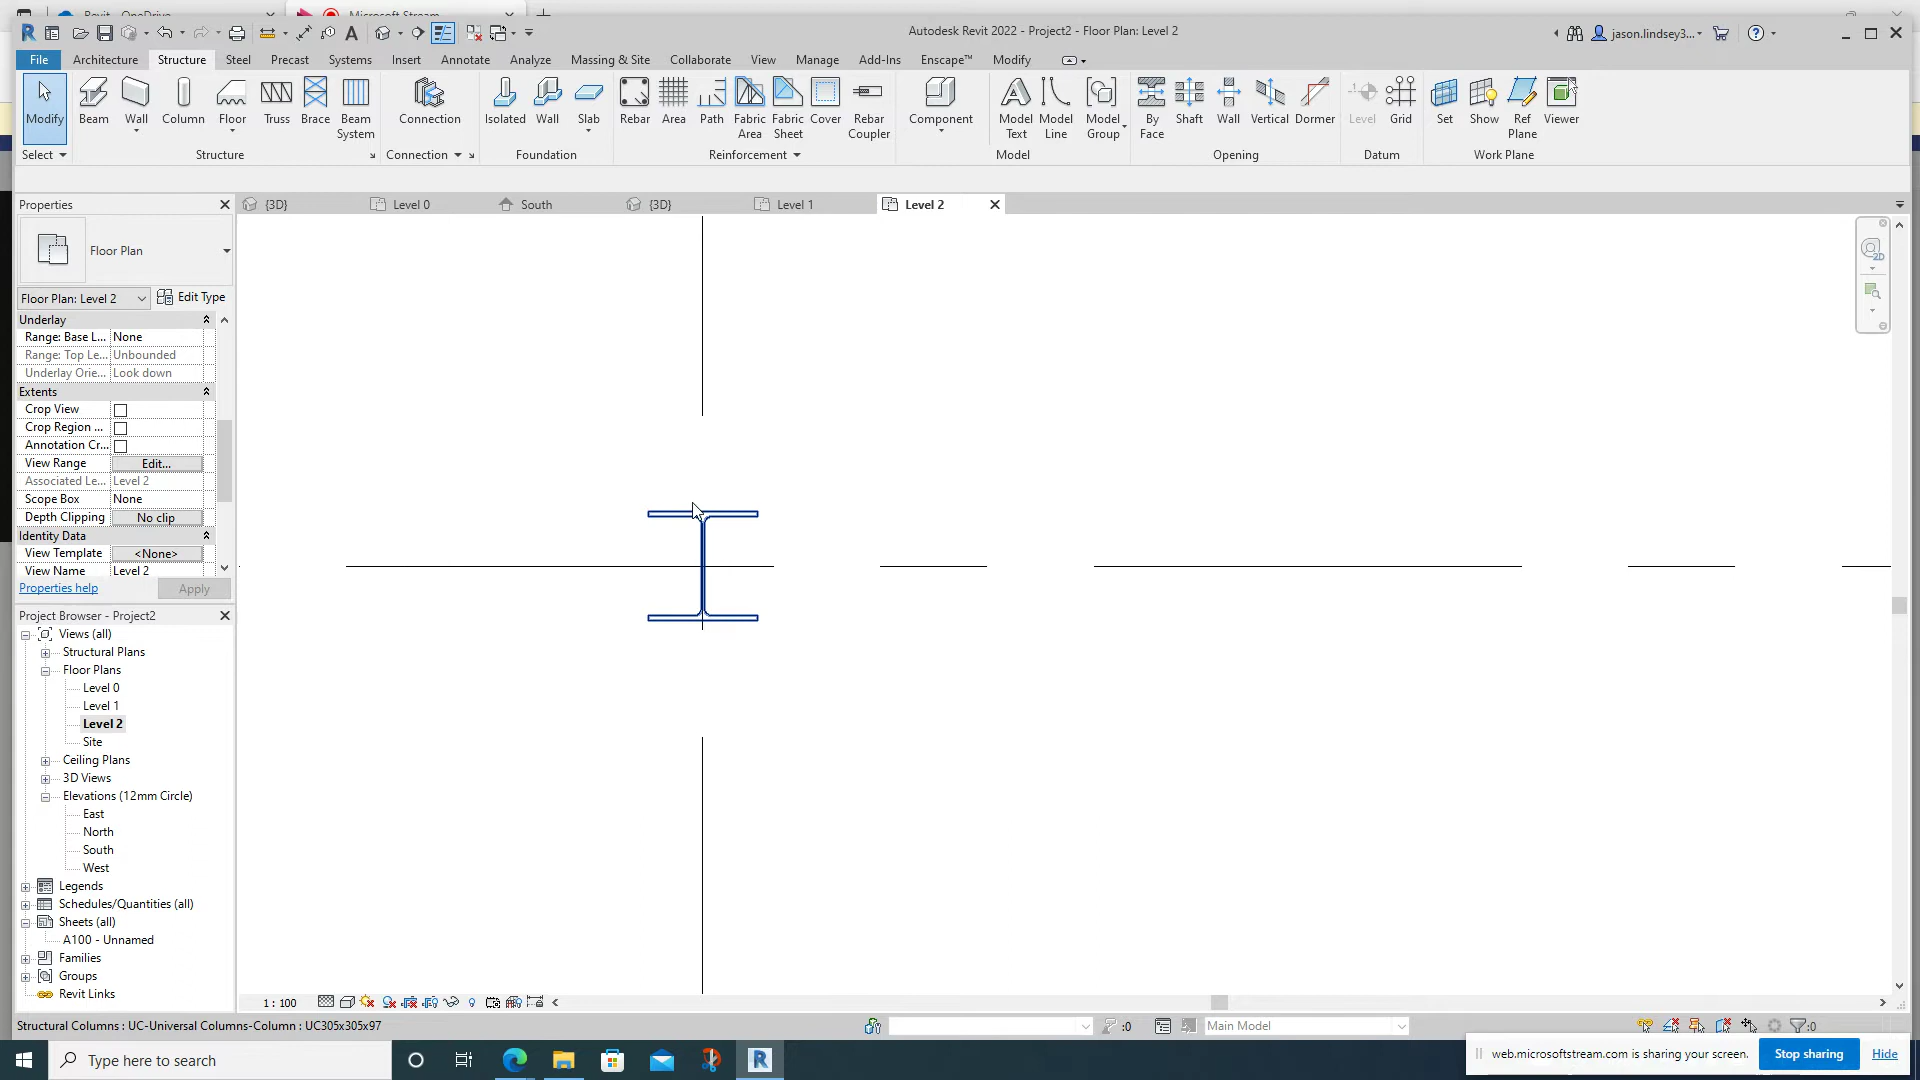 Revit - OneDrive
Microsoft Stream
Autodesk Revit 2022 - Project2 - Floor Plan: Level 2
jason.lindsey3...
File Architecture Structure Steel Precast Systems Insert Annotate Analyze Massing & Site Collaborate View Manage Add-Ins Enscape™ Modify
Modify Beam Wall Column Floor Truss Brace Beam System Connection Isolated Wall Slab Rebar Area Path Fabric Area Fabric Sheet Cover Rebar Coupler Component Model Text Model Line Model Group By Face Shaft Wall Vertical Dormer Level Grid Set Show Ref Plane Viewer
Select Structure Connection Foundation Reinforcement Model Opening Datum Work Plane
Properties
{3D} Level 0 South {3D} Level 1 Level 2
Floor Plan
Floor Plan: Level 2 Edit Type
Underlay
Range: Base L... None
Range: Top Le... Unbounded
Underlay Orie... Look down
Extents
Crop View
Crop Region ...
Annotation Cr...
View Range Edit...
Associated Le... Level 2
Scope Box None
Depth Clipping No clip
Identity Data
View Template <None>
View Name Level 2
Properties help Apply
Project Browser - Project2
Views (all)
Structural Plans
Floor Plans
Level 0
Level 1
Level 2
Site
Ceiling Plans
3D Views
Elevations (12mm Circle)
East
North
South
West
Legends
Schedules/Quantities (all)
Sheets (all)
A100 - Unnamed
Families
Groups
Revit Links
2D
1 : 100
Structural Columns : UC-Universal Columns-Column : UC305x305x97
:0
Main Model
:0
Type here to search
web.microsoftstream.com is sharing your screen. Stop sharing Hide